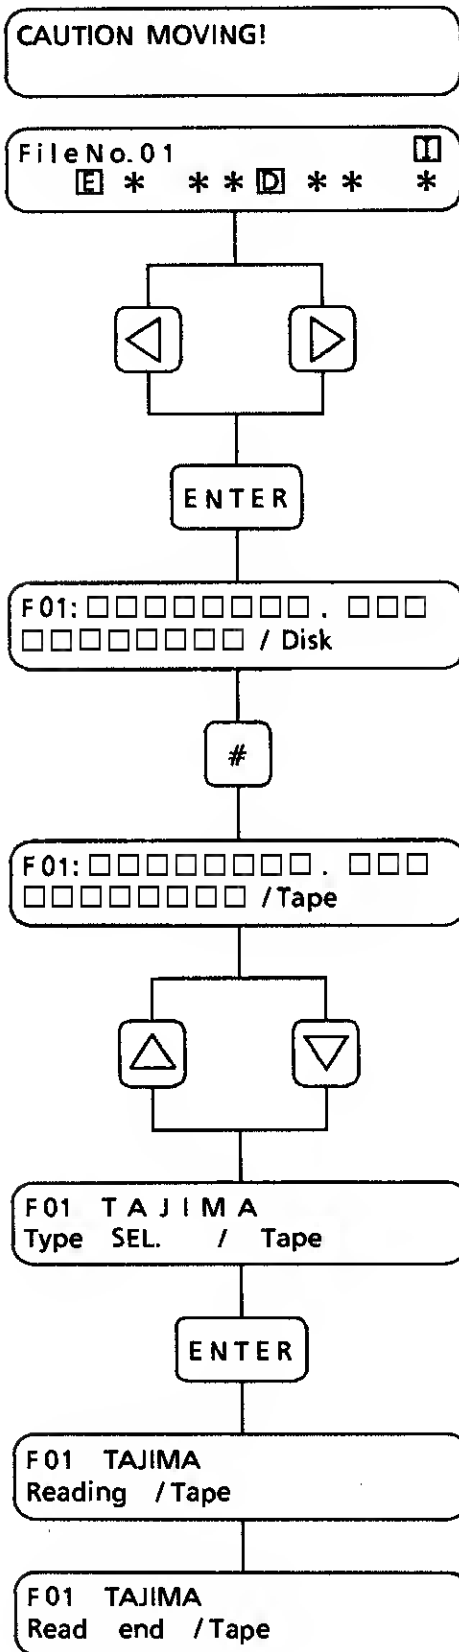 CAUTION MOVING!
FileNo.01 I
E * * * D * * *
ENTER
F01: □□□□□□□□□. □□□
□□□□□□□□ / Disk
#
F01: □□□□□□□□. □□□
□□□□□□□□ / Tape
F01 TAJIMA
Type SEL. / Tape
ENTER
F01 TAJIMA
Reading / Tape
F01 TAJIMA
Read end / Tape